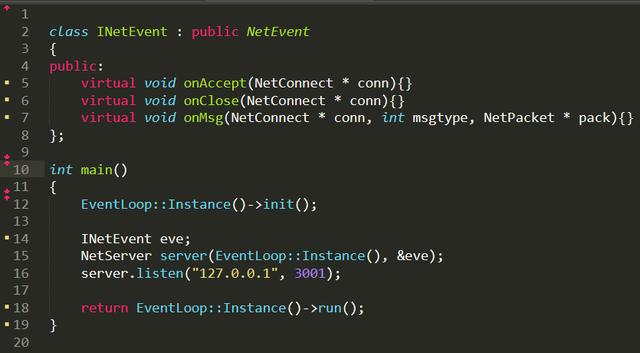 1
2 class INetEvent : public NetEvent
3 {
4 public:
5     virtual void onAccept(NetConnect * conn){}
6     virtual void onClose(NetConnect * conn){}
7     virtual void onMsg(NetConnect * conn, int msgtype, NetPacket * pack){}
8 };
9
10 int main()
11 {
12     EventLoop::Instance()->init();
13
14     INetEvent eve;
15     NetServer server(EventLoop::Instance(), &eve);
16     server.listen("127.0.0.1", 3001);
17
18     return EventLoop::Instance()->run();
19 }
20